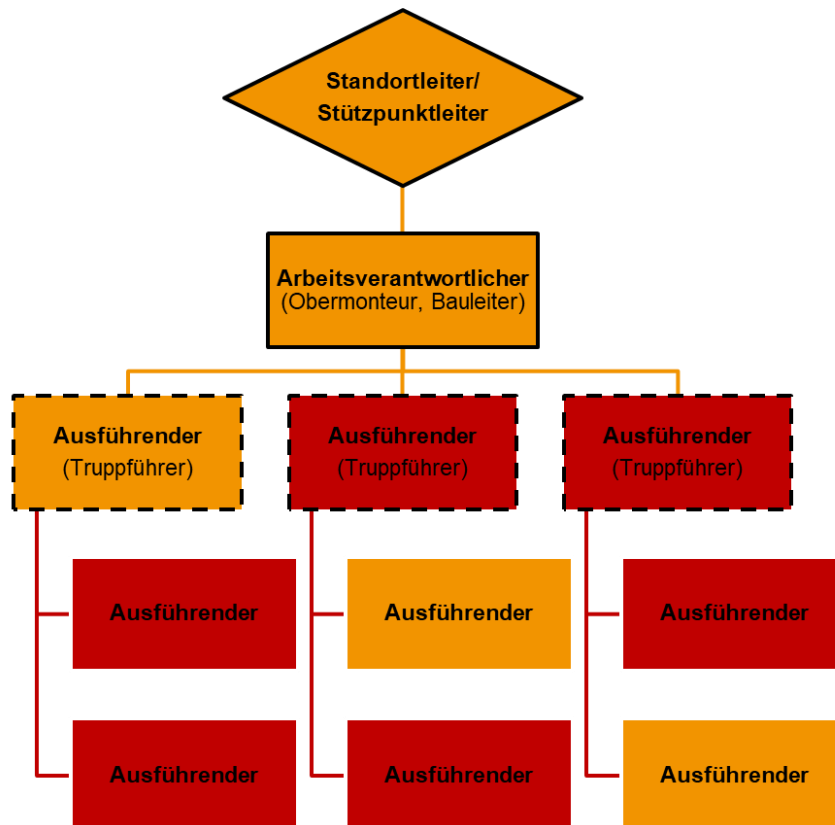 Standortleiter/
Stützpunktleiter
Arbeitsverantwortlicher
(Obermonteur, Bauleiter)
Ausführender
(Truppführer)
Ausführender
(Truppführer)
Ausführender
(Truppführer)
Ausführender
Ausführender
Ausführender
Ausführender
Ausführender
Ausführender